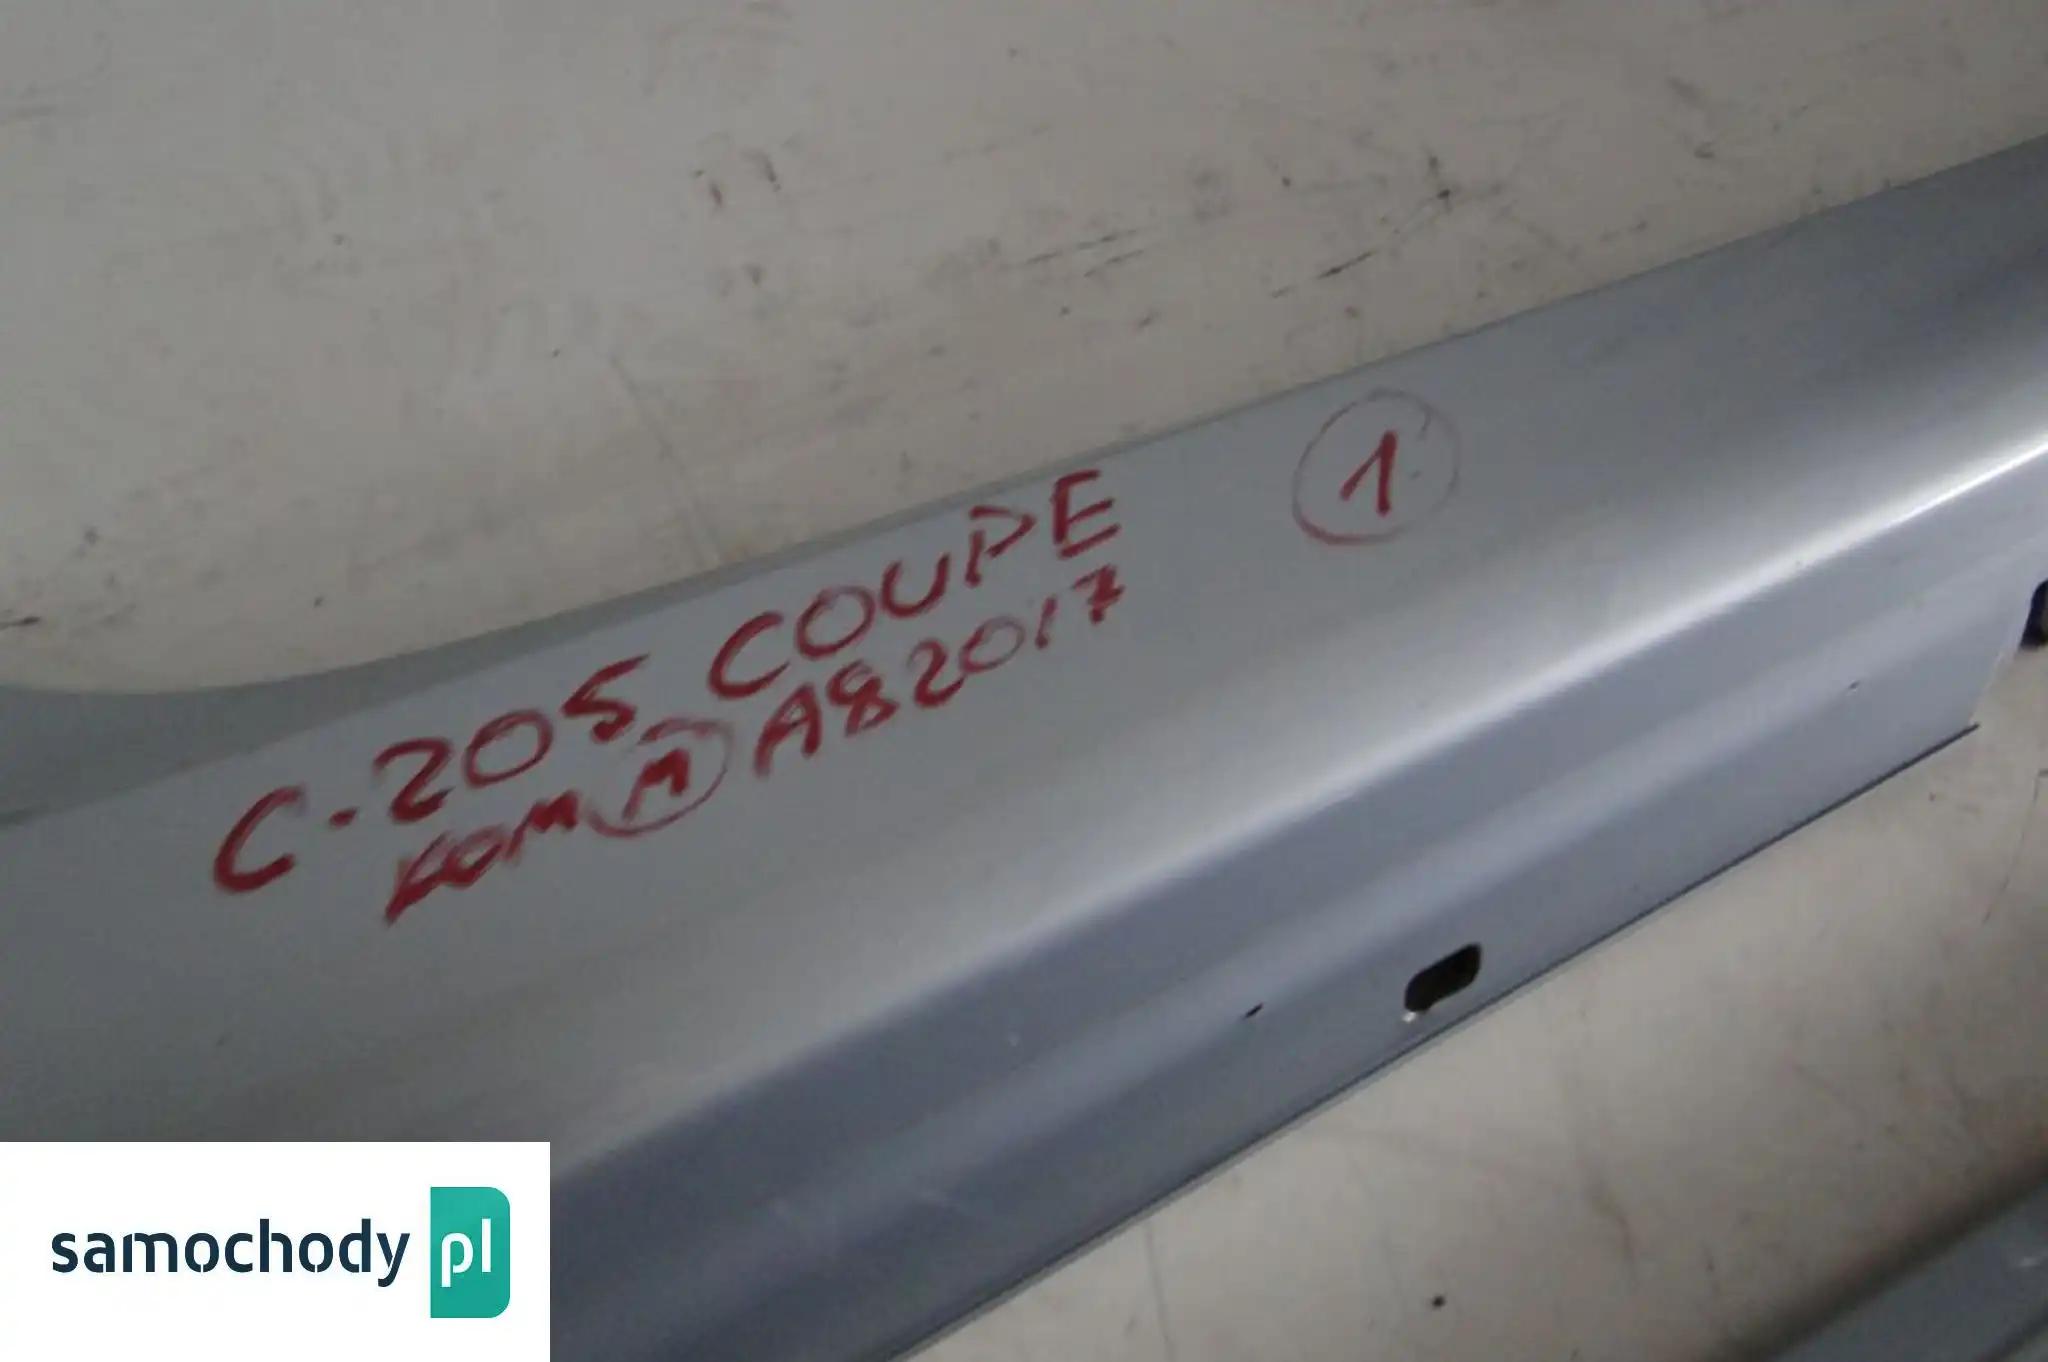 C-205 COUPE
1
KOM M A82017
samochody pl